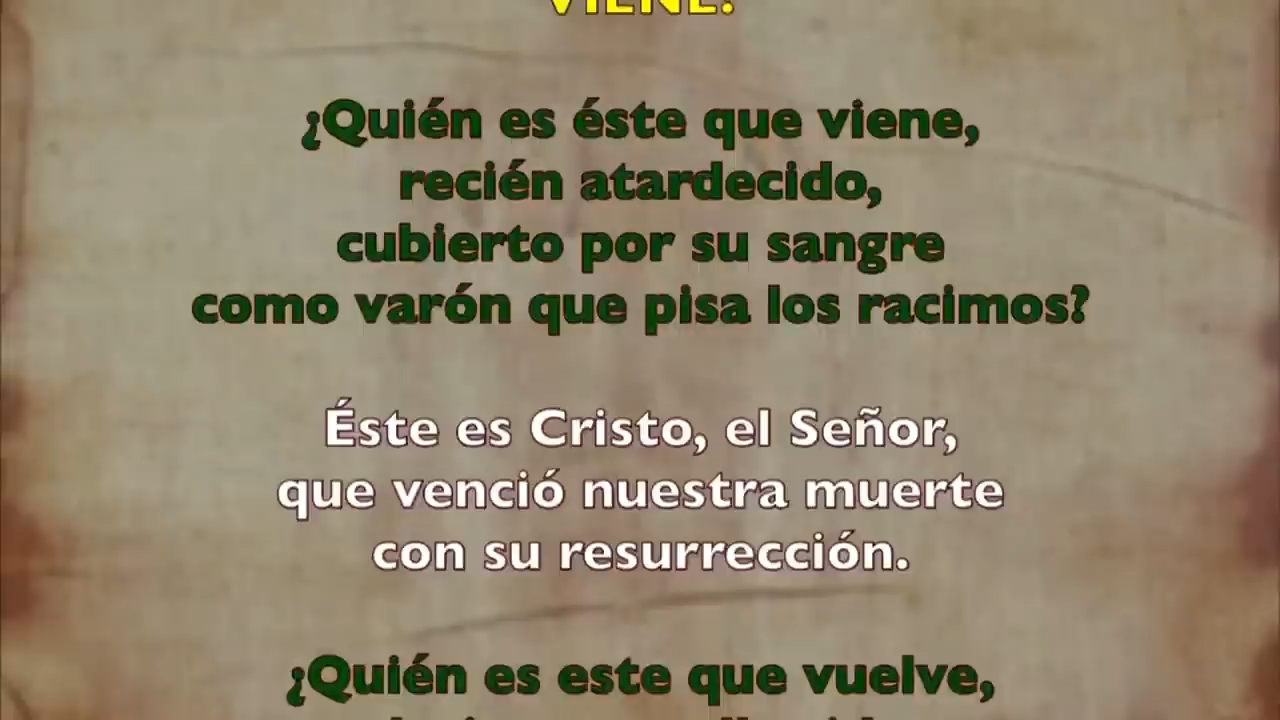 VIENE?
¿Quién es éste que viene,
recién atardecido,
cubierto por su sangre
como varón que pisa los racimos?
Éste es Cristo, el Señor,
que venció nuestra muerte
con su resurrección.
¿Quién es este que vuelve,